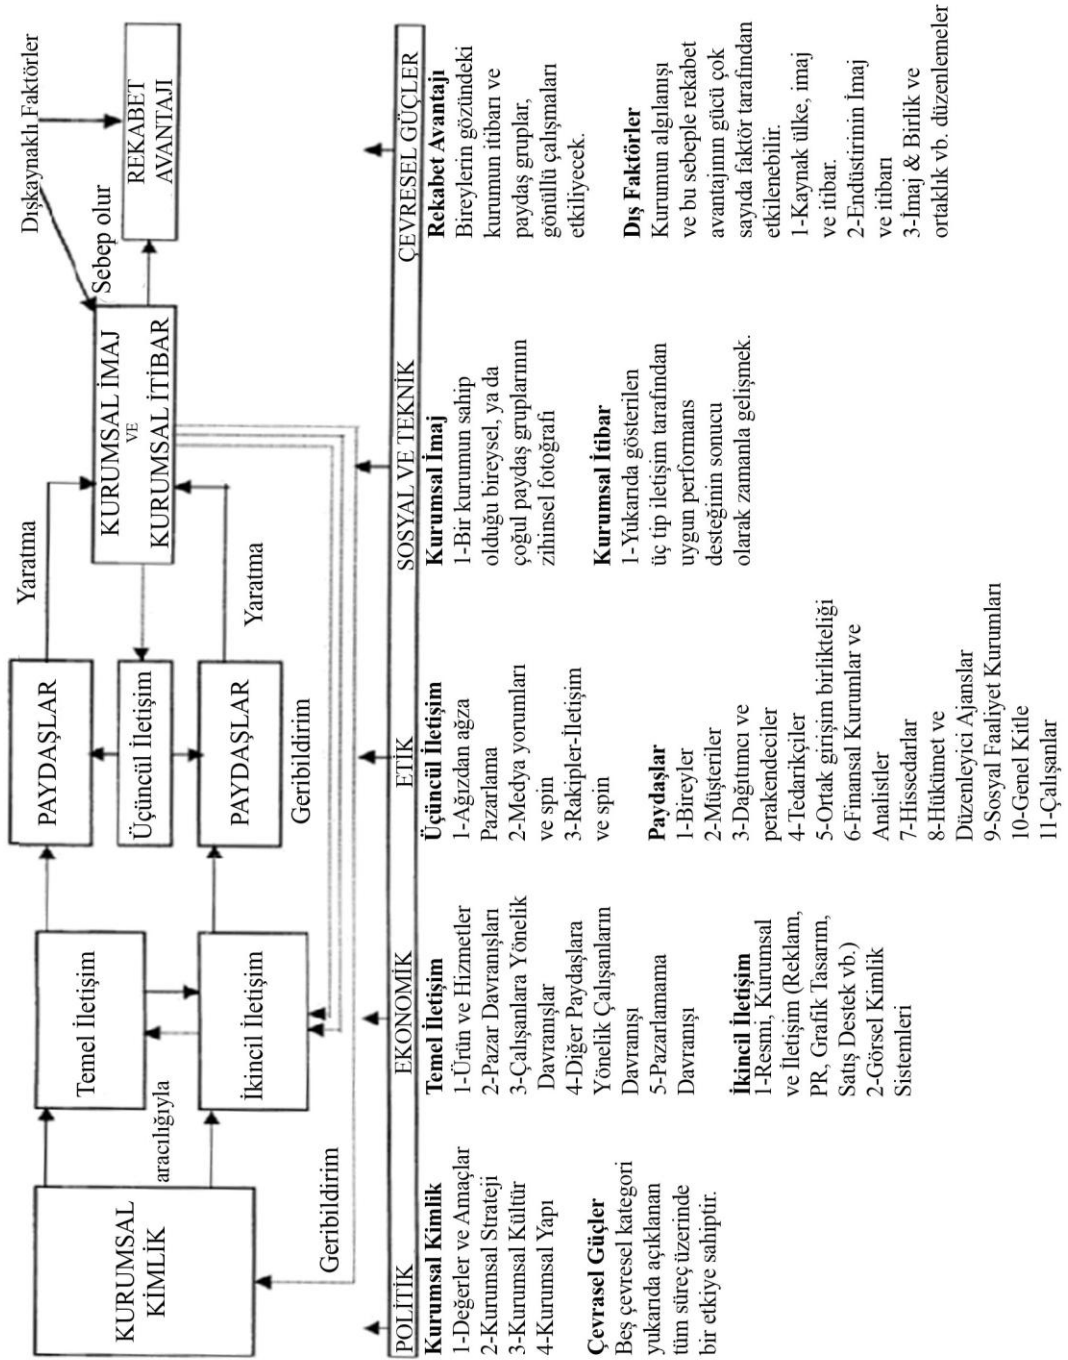 Dışkaynaklı Faktörler
Yaratma
Sebep olur
KURUMSAL
KİMLİK
aracılığıyla
Temel İletişim
İkincil İletişim
PAYDAŞLAR
Üçüncül İletişim
PAYDAŞLAR
Yaratma
KURUMSAL İMAJ
VE
KURUMSAL İTİBAR
REKABET
AVANTAJI
Geribildirim
Geribildirim
POLİTİK
EKONOMİK
ETİK
SOSYAL VE TEKNİK
ÇEVRESEL GÜÇLER
Kurumsal Kimlik
1-Değerler ve Amaçlar
2-Kurumsal Strateji
3-Kurumsal Kültür
4-Kurumsal Yapı
Çevrasel Güçler
Beş çevresel kategori
yukarıda açıklanan
tüm süreç üzerinde
bir etkiye sahiptir.
Temel İletişim
1-Ürün ve Hizmetler
2-Pazar Davranışları
3-Çalışanlara Yönelik
Davranışlar
4-Diğer Paydaşlara
Yönelik Çalışanların
Davranışı
5-Pazarlamama
Davranışı
İkincil İletişim
1-Resmi, Kurumsal
ve İletişim (Reklam,
PR, Grafik Tasarım,
Satış Destek vb.)
2-Görsel Kimlik
Sistemleri
Üçüncül İletişim
1-Ağızdan ağza
Pazarlama
2-Medya yorumları
ve spin
3-Rakipler-İletişim
ve spin
Paydaşlar
1-Bireyler
2-Müşteriler
3-Dağıtımcı ve
perakendeciler
4-Tedarikçiler
5-Ortak girişim birlikteliği
6-Finansal Kurumlar ve
Analistler
7-Hissedarlar
8-Hükümet ve
Düzenleyici Ajanslar
9-Sosyal Faaliyet Kurumları
10-Genel Kitle
11-Çalışanlar
Kurumsal İmaj
1-Bir kurumun sahip
olduğu bireysel, ya da
çoğul paydaş gruplarının
zihinsel fotoğrafı
Kurumsal İtibar
1-Yukarıda gösterilen
üç tip iletişim tarafından
uygun performans
desteğinin sonucu
olarak zamanla gelişmek.
Rekabet Avantajı
Bireylerin gözündeki
kurumun itibarı ve
paydaş gruplar,
gönüllü çalışmaları
etkiliyecek.
Dış Faktörler
Kurumun algılanışı
ve bu sebeple rekabet
avantajının gücü çok
sayıda faktör tarafından
etkilenebilir.
1-Kaynak ülke, imaj
ve itibar.
2-Endüstirinin İmaj
ve itibarı
3-İmaj & Birlik ve
ortaklık vb. düzenlemeler